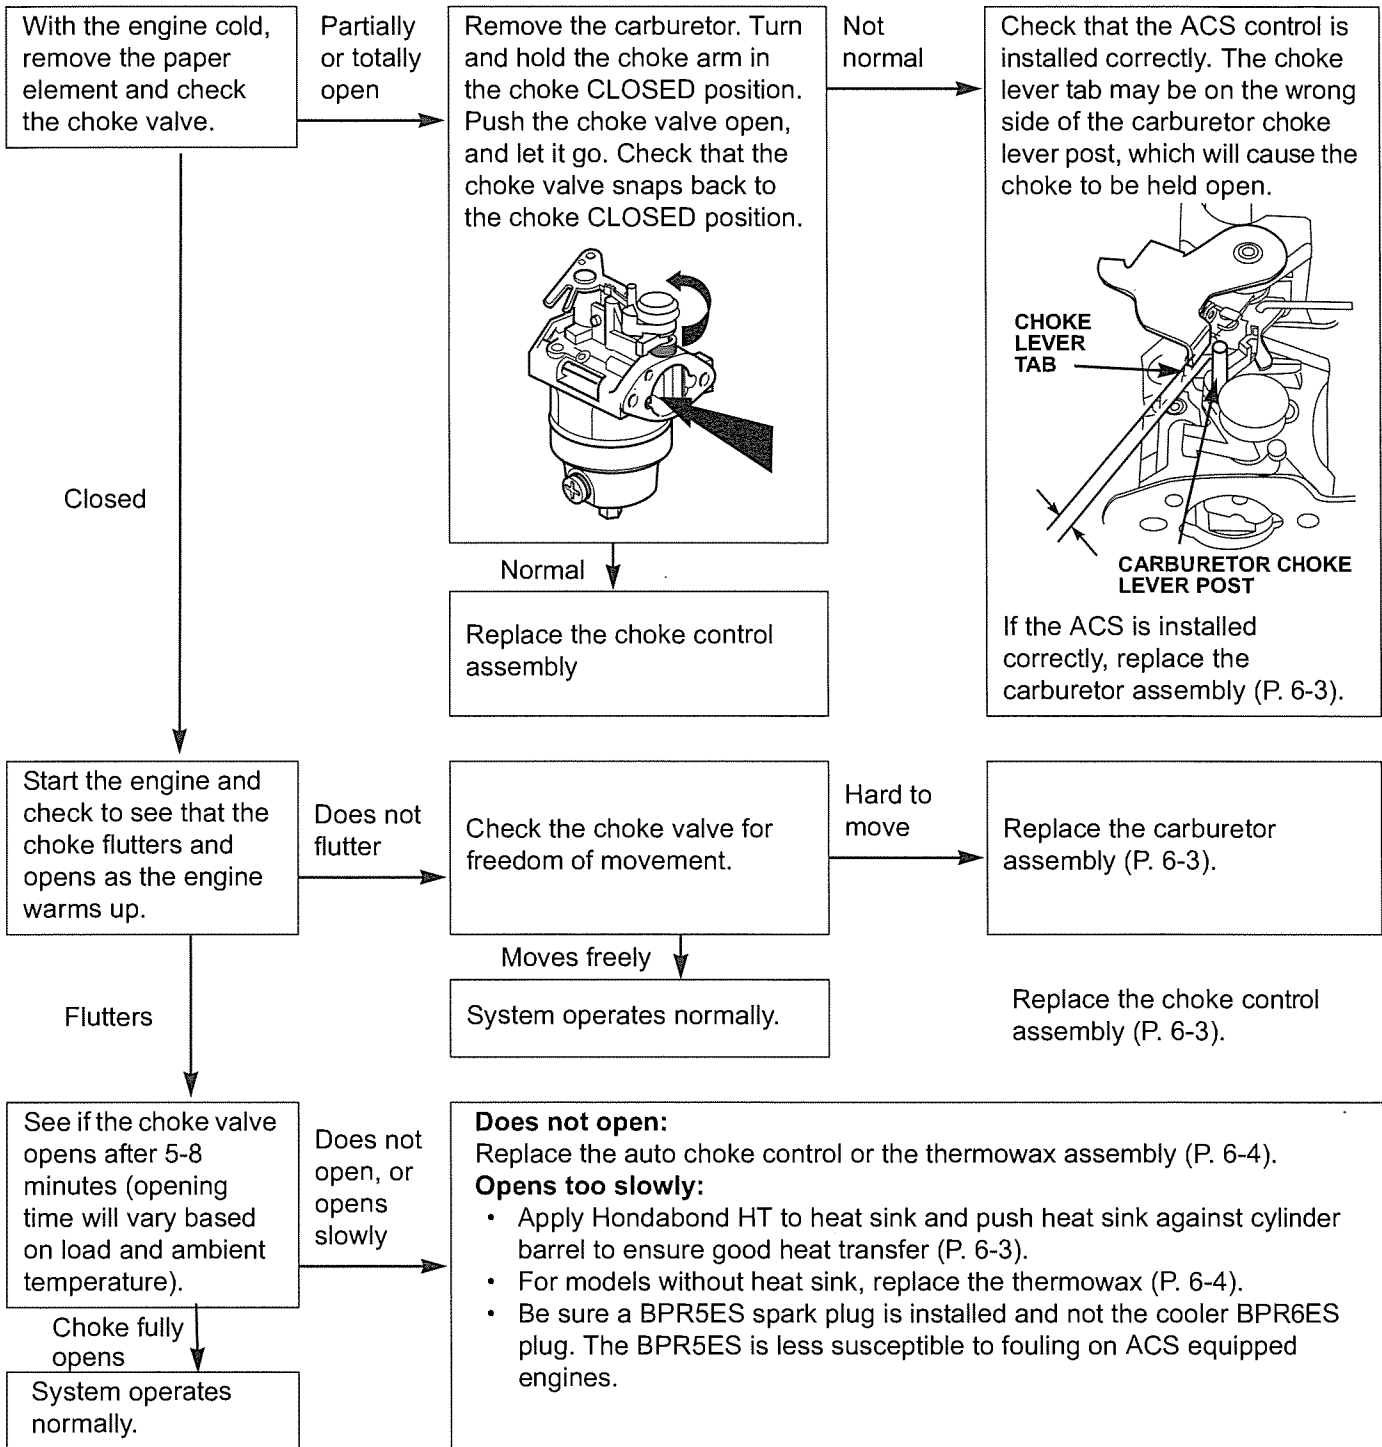 With the engine cold,
remove the paper
element and check
the choke valve.
Partially
or totally
open
Remove the carburetor. Turn
and hold the choke arm in
the choke CLOSED position.
Push the choke valve open,
and let it go. Check that the
choke valve snaps back to
the choke CLOSED position.
Not
normal
Check that the ACS control is
installed correctly. The choke
lever tab may be on the wrong
side of the carburetor choke
lever post, which will cause the
choke to be held open.
CHOKE
LEVER
TAB
CARBURETOR CHOKE
LEVER POST
If the ACS is installed
correctly, replace the
carburetor assembly (P. 6-3).
Closed
Normal
Replace the choke control
assembly
Start the engine and
check to see that the
choke flutters and
opens as the engine
warms up.
Does not
flutter
Check the choke valve for
freedom of movement.
Hard to
move
Replace the carburetor
assembly (P. 6-3).
Moves freely
System operates normally.
Replace the choke control
assembly (P. 6-3).
Flutters
See if the choke valve
opens after 5-8
minutes (opening
time will vary based
on load and ambient
temperature).
Does not
open, or
opens
slowly
Does not open:
Replace the auto choke control or the thermowax assembly (P. 6-4).
Opens too slowly:
• Apply Hondabond HT to heat sink and push heat sink against cylinder
barrel to ensure good heat transfer (P. 6-3).
• For models without heat sink, replace the thermowax (P. 6-4).
• Be sure a BPR5ES spark plug is installed and not the cooler BPR6ES
plug. The BPR5ES is less susceptible to fouling on ACS equipped
engines.
Choke fully
opens
System operates
normally.